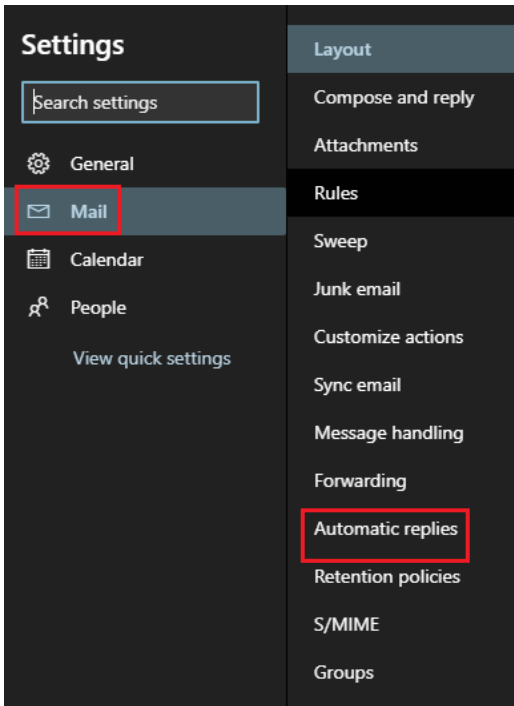 Settings
Search settings
General
Mail
Calendar
People
View quick settings
Layout
Compose and reply
Attachments
Rules
Sweep
Junk email
Customize actions
Sync email
Message handling
Forwarding
Automatic replies
Retention policies
S/MIME
Groups